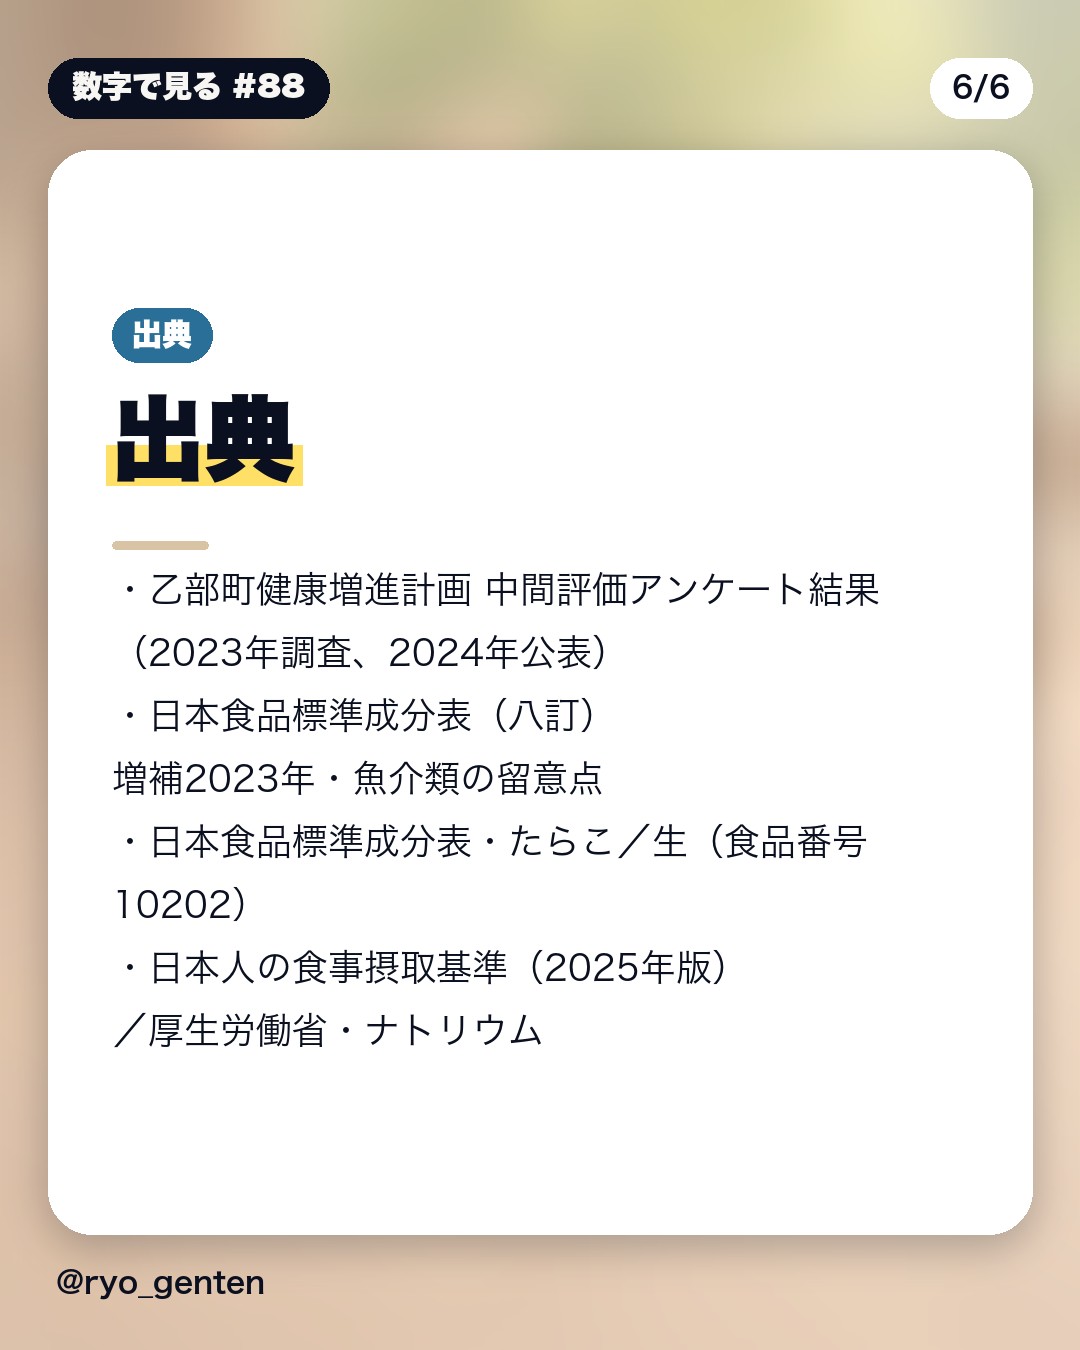 数字で見る #88
6/6
出典
出典
・乙部町健康増進計画 中間評価アンケート結果
（2023年調査、2024年公表）
・日本食品標準成分表（八訂）
増補2023年・魚介類の留意点
・日本食品標準成分表・たらこ／生（食品番号
10202）
・日本人の食事摂取基準（2025年版）
／厚生労働省・ナトリウム
@ryo_genten